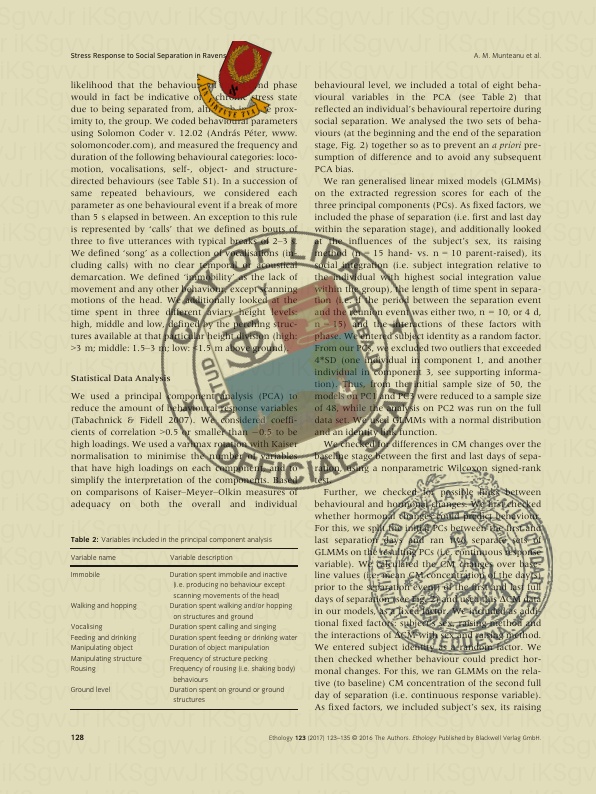 Stress Response to Social Separation in Ravens
A. M. Munteanu et al.
likelihood that the behaviour phase
would in fact be indicative of chronic stress state
due to being separated from, prox-
imity to, the group. We coded behavioural parameters
using Solomon Coder v. 12.02 (András Péter, www.
solomoncoder.com), and measured the frequency and
duration of the following behavioural categories: loco-
motion, vocalisations, self-, object- and structure-
directed behaviours (see Table S1). In a succession of
same repeated behaviours, we considered each
parameter as one behavioural event if a break of more
than 5 s elapsed in between. An exception to this rule
is represented by 'calls' that we defined as bouts of
three to five utterances with typical breaks of 2–3 s.
We defined 'song' as a collection of vocalisations (in-
cluding calls) with no clear temporal or acoustical
demarcation. We defined 'immobility' as the lack of
movement and any other behaviour except scanning
motions of the head. We additionally looked at the
time spent in three different aviary height levels:
high, middle and low, defined by the perching struc-
tures available at that particular height division (high:
>3 m; middle: 1.5–3 m; low: <1.5 m above ground).
Statistical Data Analysis
We used a principal component analysis (PCA) to
reduce the amount of behavioural response variables
(Tabachnick & Fidell 2007). We considered coeffi-
cients of correlation >0.5 or smaller than −0.5 to be
high loadings. We used a varimax rotation with Kaiser
normalisation to minimise the number of variables
that have high loadings on each component and to
simplify the interpretation of the components. Based
on comparisons of Kaiser–Meyer–Olkin measures of
adequacy on both the overall and individual
Table 2: Variables included in the principal component analysis
Variable name Variable description
Immobile Duration spent immobile and inactive
(i.e. producing no behaviour except
scanning movements of the head)
Walking and hopping Duration spent walking and/or hopping
on structures and ground
Vocalising Duration spent calling and singing
Feeding and drinking Duration spent feeding or drinking water
Manipulating object Duration of object manipulation
Manipulating structure Frequency of structure pecking
Rousing Frequency of rousing (i.e. shaking body)
behaviours
Ground level Duration spent on ground or ground
structures
behavioural level, we included a total of eight beha-
vioural variables in the PCA (see Table 2) that
reflected an individual's behavioural repertoire during
social separation. We analysed the two sets of beha-
viours (at the beginning and the end of the separation
stage, Fig. 2) together so as to prevent an a priori pre-
sumption of difference and to avoid any subsequent
PCA bias.
We ran generalised linear mixed models (GLMMs)
on the extracted regression scores for each of the
three principal components (PCs). As fixed factors, we
included the phase of separation (i.e. first and last day
within the separation stage), and additionally looked
at the influences of the subject's sex, its raising
method (n = 15 hand- vs. n = 10 parent-raised), its
social integration (i.e. subject integration relative to
the individual with highest social integration value
within the group), the length of time spent in separa-
tion (i.e. if the period between the separation event
and the reunion event was either two, n = 10, or 4 d,
n = 15) and the interactions of these factors with
phase. We entered subject identity as a random factor.
From our PCs, we excluded two outliers that exceeded
4*SD (one individual in component 1, and another
individual in component 3, see supporting informa-
tion). from the initial sample size of 50, the
models on PC1 and PC3 were reduced to a sample size
of 48, while the analysis on PC2 was run on the full
data set. We used GLMMs with a normal distribution
and an identity link function.
We checked for differences in CM changes over the
baseline stage between the first and last days of sepa-
ration, using a nonparametric Wilcoxon signed-rank
test.
Further, we checked for possible links between
behavioural and hormonal changes. We first checked
whether hormonal changes could predict behaviour.
For this, we split the initial PCs between the first and
last separation days and ran two separate sets of
GLMMs on the resulting PCs (i.e. continuous response
variable). We calculated the CM changes over base-
line values (i.e. mean CM concentration of the day(s)
prior to the separation event) of the first and last full
days of separation (see Fig. 2) and used this ΔCM data
in our models, as a fixed factor. We included as addi-
tional fixed factors: subject's sex, raising method and
the interactions of ΔCM with sex and raising method.
We entered subject identity as a random factor. We
then checked whether behaviour could predict hor-
monal changes. For this, we ran GLMMs on the rela-
tive (to baseline) CM concentration of the second full
day of separation (i.e. continuous response variable).
As fixed factors, we included subject's sex, its raising
128
Ethology 123 (2017) 123–135 © 2016 The Authors. Ethology Published by Blackwell Verlag GmbH.